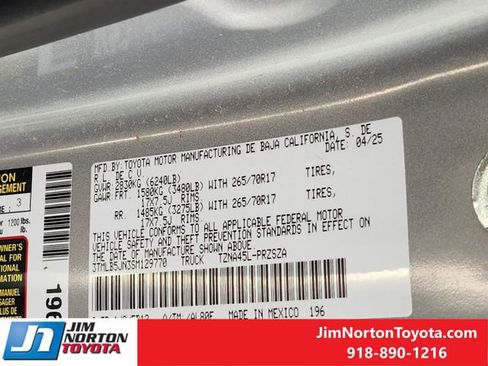 MFD.BY:TOYOTA MOTOR MANUFACTURING DE BAJA CALIFORNIA, S. DE
R. L. DE C. V. 04/25
DATE:
GVWR 2830KG (6240LB)
GAWR FRT. 1580KG (3480LB) WITH 265/70R17 TIRES,
17X7.5J RIMS
RR. 1485KG (3275LB) WITH 265/70R17 TIRES,
17X7.5J RIMS
THIS VEHICLE CONFORMS TO ALL APPLICABLE FEDERAL MOTOR
VEHICLE SAFETY AND THEFT PREVENTION STANDARDS IN EFFECT ON
THE DATE OF MANUFACTURE SHOWN ABOVE.
3TMLB5JN3SM129770 TRUCK TZNA45L-PRZSZA
MADE IN MEXICO 196
1200 lbs.
3
196
JIM
NORTON
TOYOTA
JimNortonToyota.com
918-890-1216